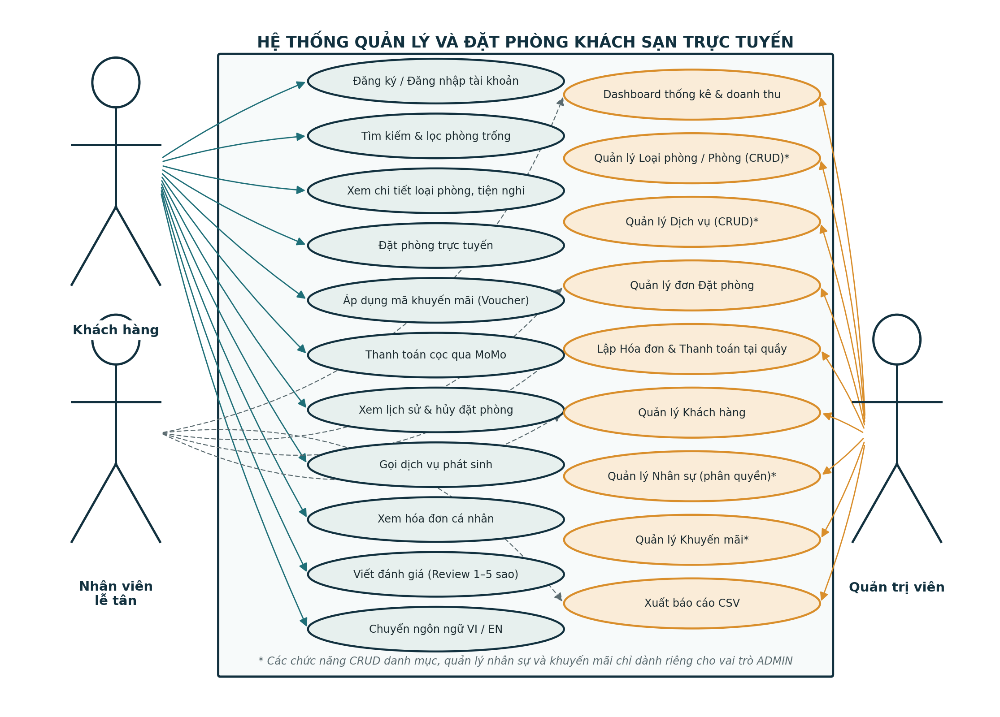 HỆ THỐNG QUẢN LÝ VÀ ĐẶT PHÒNG KHÁCH SẠN TRỰC TUYẾN
Đăng ký / Đăng nhập tài khoản
Tìm kiếm & lọc phòng trống
Xem chi tiết loại phòng, tiện nghi
Đặt phòng trực tuyến
Áp dụng mã khuyến mãi (Voucher)
Thanh toán cọc qua MoMo
Xem lịch sử & hủy đặt phòng
Gọi dịch vụ phát sinh
Xem hóa đơn cá nhân
Viết đánh giá (Review 1–5 sao)
Chuyển ngôn ngữ VI / EN
Dashboard thống kê & doanh thu
Quản lý Loại phòng / Phòng (CRUD)*
Quản lý Dịch vụ (CRUD)*
Quản lý đơn Đặt phòng
Lập Hóa đơn & Thanh toán tại quầy
Quản lý Khách hàng
Quản lý Nhân sự (phân quyền)*
Quản lý Khuyến mãi*
Xuất báo cáo CSV
Khách hàng
Nhân viên
lễ tân
Quản trị viên
* Các chức năng CRUD danh mục, quản lý nhân sự và khuyến mãi chỉ dành riêng cho vai trò ADMIN